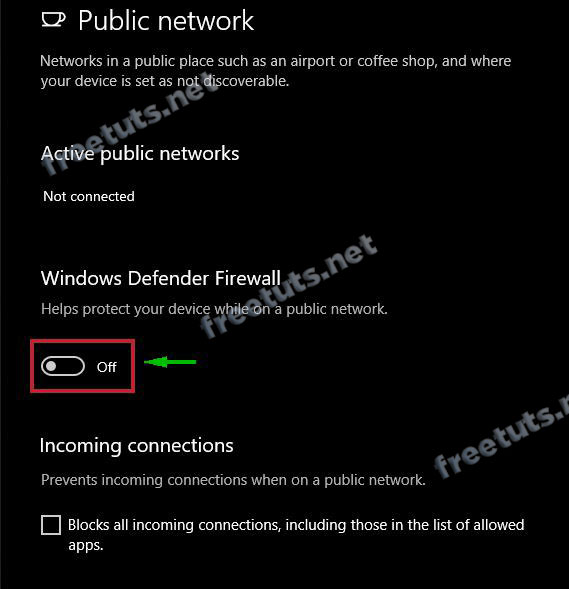 Public network
Networks in a public place such as an airport or coffee shop, and where
your device is set as not discoverable.
freetuts.net
Active public networks
Not connected
freetuts.net
Windows Defender Firewall
Helps protect your device while on a public network.
Off
freetuts.n
Incoming connections
Prevents incoming connections when on a public network.
Blocks all incoming connections, including those in the list of allowed
apps.